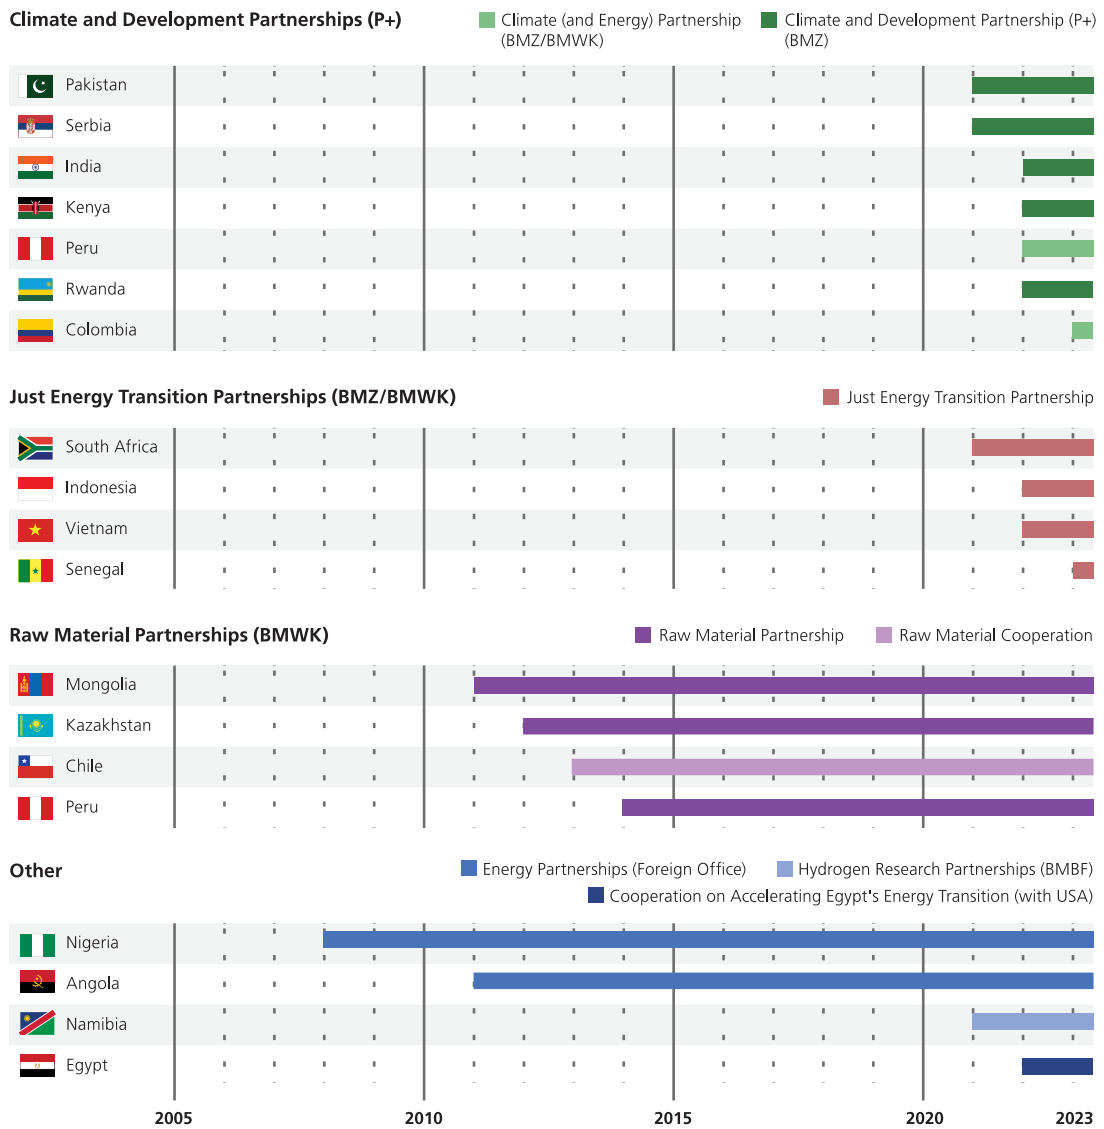 Climate and Development Partnerships (P+)
Climate (and Energy) Partnership
(BMZ/BMWK)
Climate and Development Partnership (P+)
(BMZ)
Pakistan
Serbia
India
Kenya
Peru
Rwanda
Colombia
Just Energy Transition Partnerships (BMZ/BMWK)
Just Energy Transition Partnership
South Africa
Indonesia
Vietnam
Senegal
Raw Material Partnerships (BMWK)
Raw Material Partnership
Raw Material Cooperation
Mongolia
Kazakhstan
Chile
Peru
Other
Energy Partnerships (Foreign Office)
Hydrogen Research Partnerships (BMBF)
Cooperation on Accelerating Egypt's Energy Transition (with USA)
Nigeria
Angola
Namibia
Egypt
2005
2010
2015
2020
2023